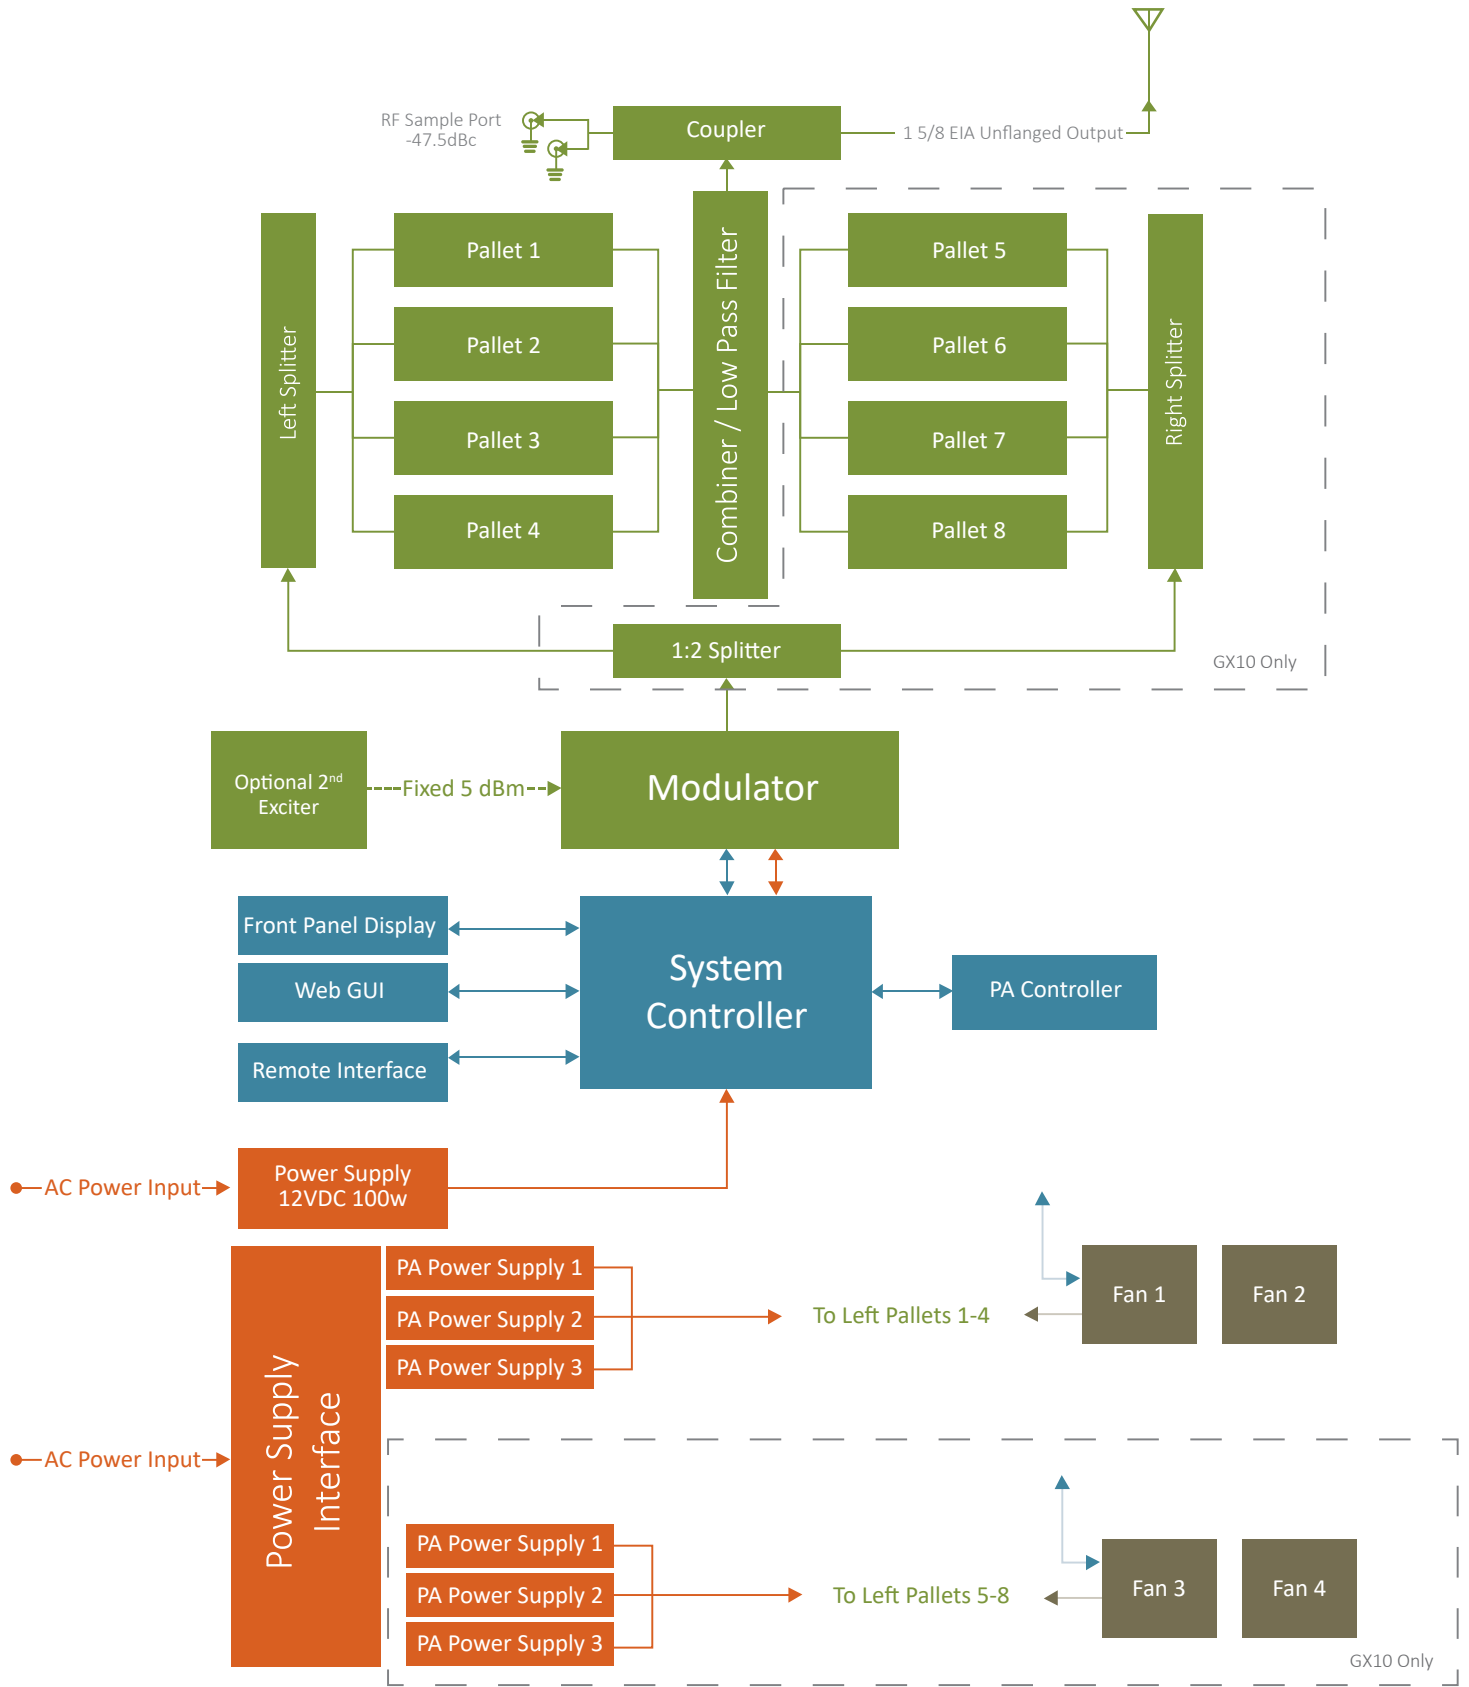 RF Sample Port
-47.5dBc
Coupler
1 5/8 EIA Unflanged Output
Left Splitter
Pallet 1
Pallet 2
Pallet 3
Pallet 4
Combiner / Low Pass Filter
Pallet 5
Pallet 6
Pallet 7
Pallet 8
Right Splitter
1:2 Splitter
GX10 Only
Optional 2nd
Exciter
Fixed 5 dBm
Modulator
Front Panel Display
Web GUI
Remote Interface
System
Controller
PA Controller
AC Power Input
Power Supply
12VDC 100w
AC Power Input
Power Supply
Interface
PA Power Supply 1
PA Power Supply 2
PA Power Supply 3
To Left Pallets 1-4
Fan 1
Fan 2
PA Power Supply 1
PA Power Supply 2
PA Power Supply 3
To Left Pallets 5-8
Fan 3
Fan 4
GX10 Only